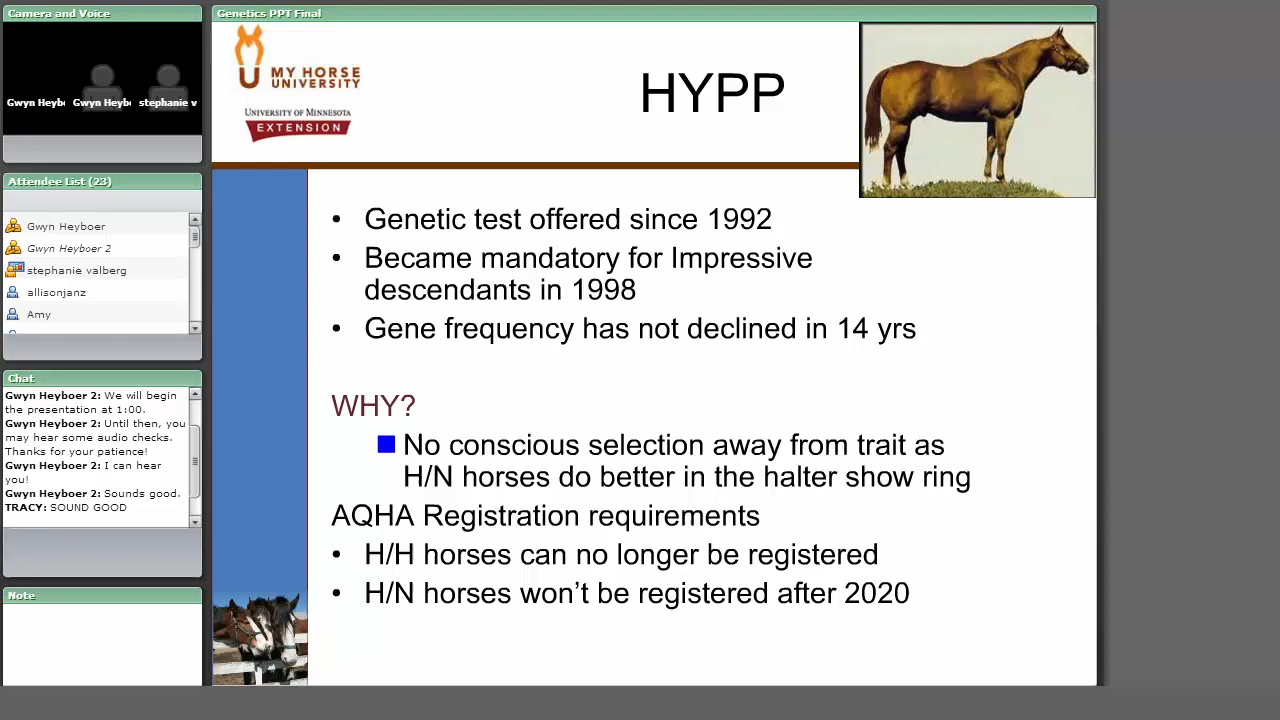 Camera and Voice
Gwyn Heyb
Gwyn Heyb
stephanie v
Attendee List (23)
Gwyn Heyboer
Gwyn Heyboer 2
stephanie valberg
allisonjanz
Amy
Chat
Gwyn Heyboer 2: We will begin
the presentation at 1:00.
Gwyn Heyboer 2: Until then, you
may hear some audio checks.
Thanks for your patience!
Gwyn Heyboer 2: I can hear
you!
Gwyn Heyboer 2: Sounds good.
TRACY: SOUND GOOD
Note
Genetics PPT Final
MY HORSE
UNIVERSITY
UNIVERSITY OF MINNESOTA
EXTENSION
HYPP
• Genetic test offered since 1992
• Became mandatory for Impressive
descendants in 1998
• Gene frequency has not declined in 14 yrs
WHY?
No conscious selection away from trait as
H/N horses do better in the halter show ring
AQHA Registration requirements
• H/H horses can no longer be registered
• H/N horses won’t be registered after 2020